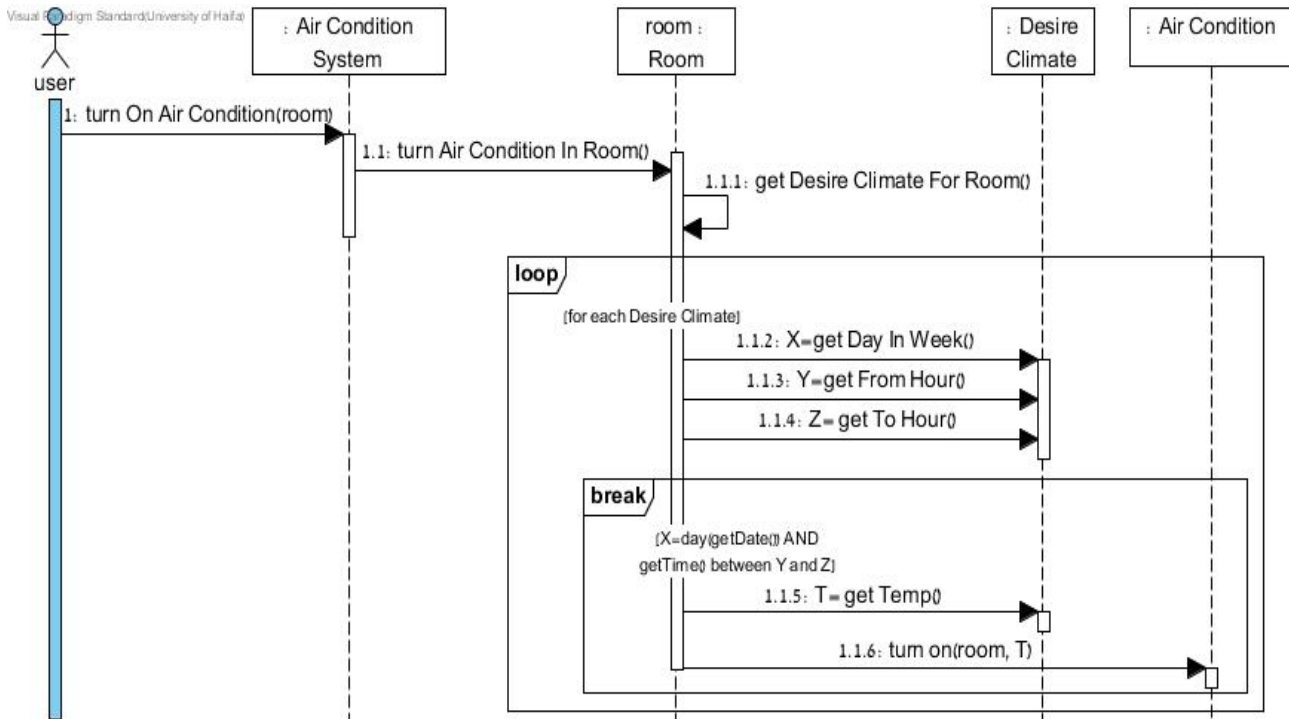 Visual Paradigm Standard(University of Haifa)
user
: Air Condition
System
room :
Room
: Desire
Climate
: Air Condition
1: turn On Air Condition(room)
1.1: turn Air Condition In Room()
1.1.1: get Desire Climate For Room()
loop
[for each Desire Climate]
1.1.2: X=get Day In Week()
1.1.3: Y=get From Hour()
1.1.4: Z= get To Hour()
break
[X=day(getDate()) AND
getTime() between Y and Z]
1.1.5: T= get Temp()
1.1.6: turn on(room, T)